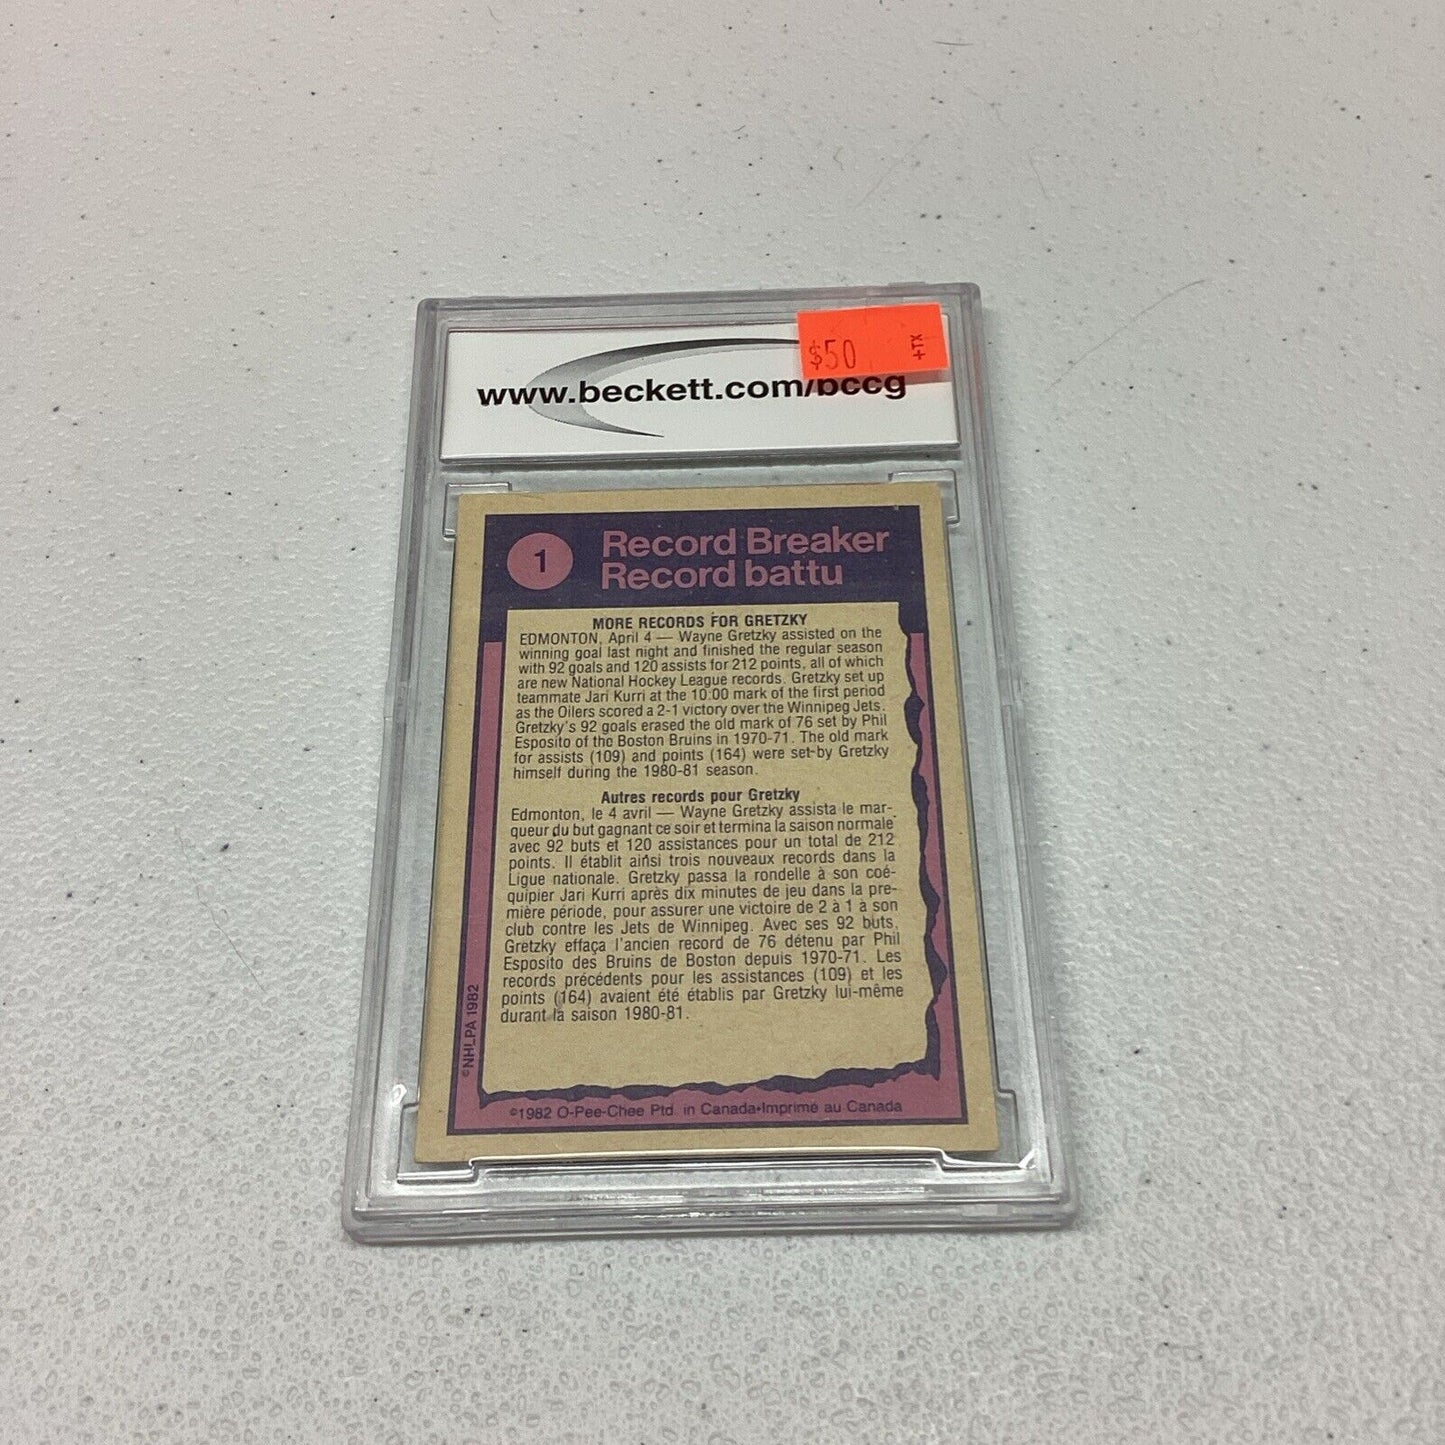 $50
+TX
www.beckett.com/bccg
1
Record Breaker
Record battu
MORE RECORDS FOR GRETZKY
EDMONTON, April 4 — Wayne Gretzky assisted on the
winning goal last night and finished the regular season
with 92 goals and 120 assists for 212 points, all of which
are new National Hockey League records. Gretzky set up
teammate Jari Kurri at the 10:00 mark of the first period
as the Oilers scored a 2-1 victory over the Winnipeg Jets.
Gretzky's 92 goals erased the old mark of 76 set by Phil
Esposito of the Boston Bruins in 1970-71. The old mark
for assists (109) and points (164) were set by Gretzky
himself during the 1980-81 season.
Autres records pour Gretzky
Edmonton, le 4 avril — Wayne Gretzky assista le mar-
queur du but gagnant ce soir et termina la saison normale
avec 92 buts et 120 assistances pour un total de 212
points. Il établit ainsi trois nouveaux records dans la
Ligue nationale. Gretzky passa la rondelle à son coé-
quipier Jari Kurri après dix minutes de jeu dans la pre-
mière période, pour assurer une victoire de 2 à 1 à son
club contre les Jets de Winnipeg. Avec ses 92 buts,
Gretzky effaça l'ancien record de 76 détenu par Phil
Esposito des Bruins de Boston depuis 1970-71. Les
records précédents pour les assistances (109) et les
points (164) avaient été établis par Gretzky lui-même
durant la saison 1980-81.
©NHLPA 1982
©1982 O-Pee-Chee Ptd. in Canada•Imprimé au Canada